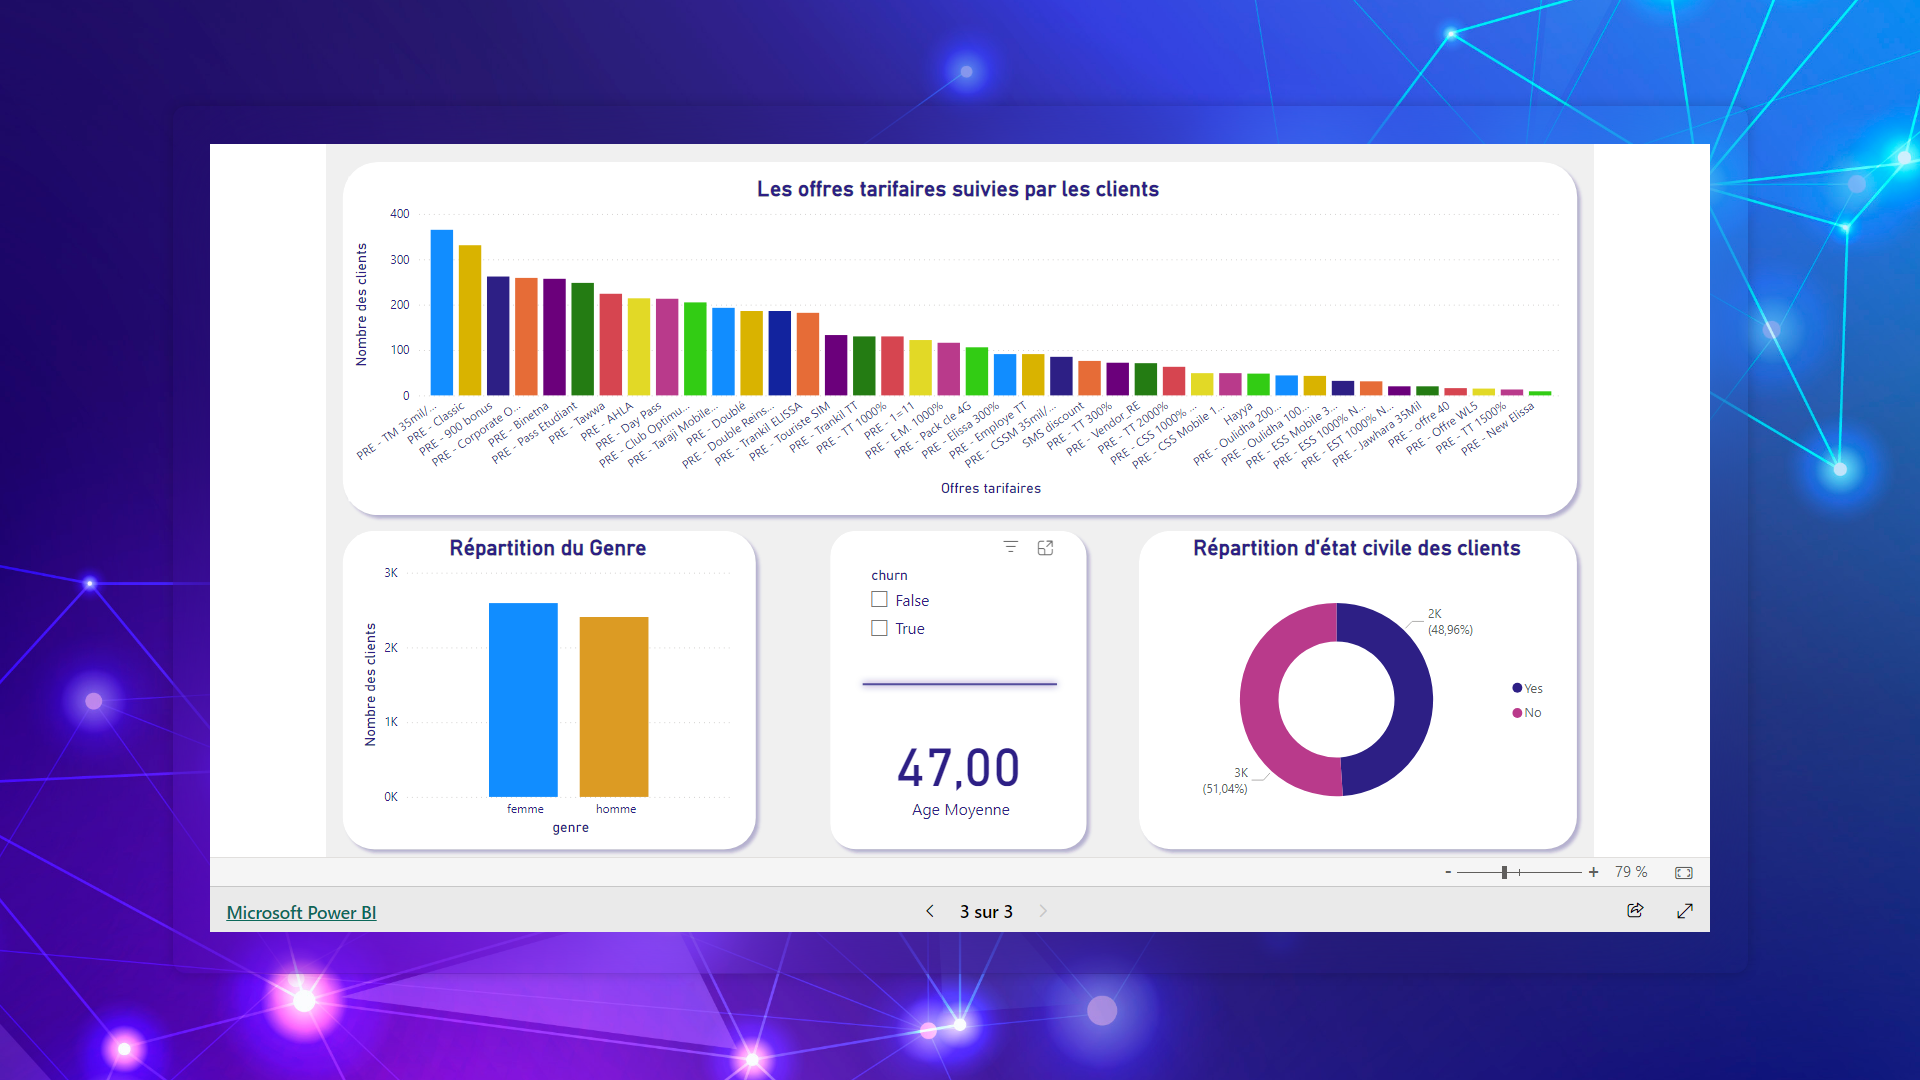 Les offres tarifaires suivies par les clients
Nombre des clients
400
300
200
100
0
PRE - TM 35mil/...
PRE - Classic
PRE - 900 bonus
PRE - Corporate O...
PRE - Binetna
PRE - Pass Etudiant
PRE - Tawwa
PRE - AHLA
PRE - Day Pass
PRE - Club Optimu...
PRE - Taraji Mobile...
PRE - Doublé
PRE - Double Reins...
PRE - Trankil ELISSA
PRE - Touriste SIM
PRE - Trankil TT
PRE - TT 1000%
PRE - 1=11
PRE - E.M. 1000%
PRE - Pack cle 4G
PRE - Elissa 300%
PRE - Employe TT
PRE - CSSM 35mil/...
SMS discount
PRE - TT 300%
PRE - Vendor_RE
PRE - TT 2000%
PRE - CSS 1000% ...
PRE - CSS Mobile 1...
Hayya
PRE - Oulidha 200...
PRE - Oulidha 100...
PRE - ESS Mobile 3...
PRE - ESS 1000% N...
PRE - EST 1000% N...
PRE - Jawhara 35Mil
PRE - offre 40
PRE - Offre WL5
PRE - TT 1500%
PRE - New Elissa
Offres tarifaires
Répartition du Genre
Nombre des clients
3K
2K
1K
0K
femme
homme
genre
churn
False
True
47,00
Age Moyenne
Répartition d'état civile des clients
2K
(48,96%)
3K
(51,04%)
Yes
No
- + 79 %
Microsoft Power BI
3 sur 3